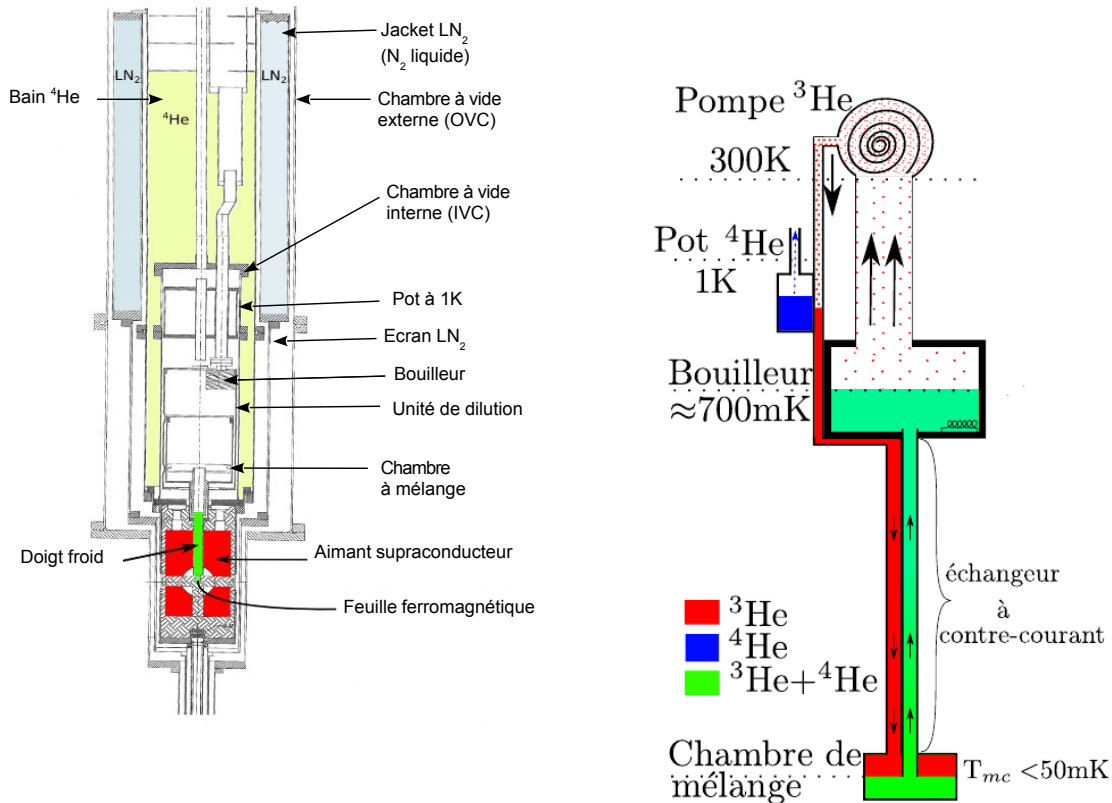 Jacket LN₂
(N₂ liquide)
LN₂
LN₂
Bain ⁴He
⁴He
Chambre à vide
externe (OVC)
Chambre à vide
interne (IVC)
Pot à 1K
Ecran LN₂
Bouilleur
Unité de dilution
Chambre
à mélange
Doigt froid
Aimant supraconducteur
Feuille ferromagnétique
Pompe ³He
300K
Pot ⁴He
1K
Bouilleur
≈700mK
échangeur
à
contre-courant
³He
⁴He
³He+⁴He
Chambre de
mélange
Tmc <50mK